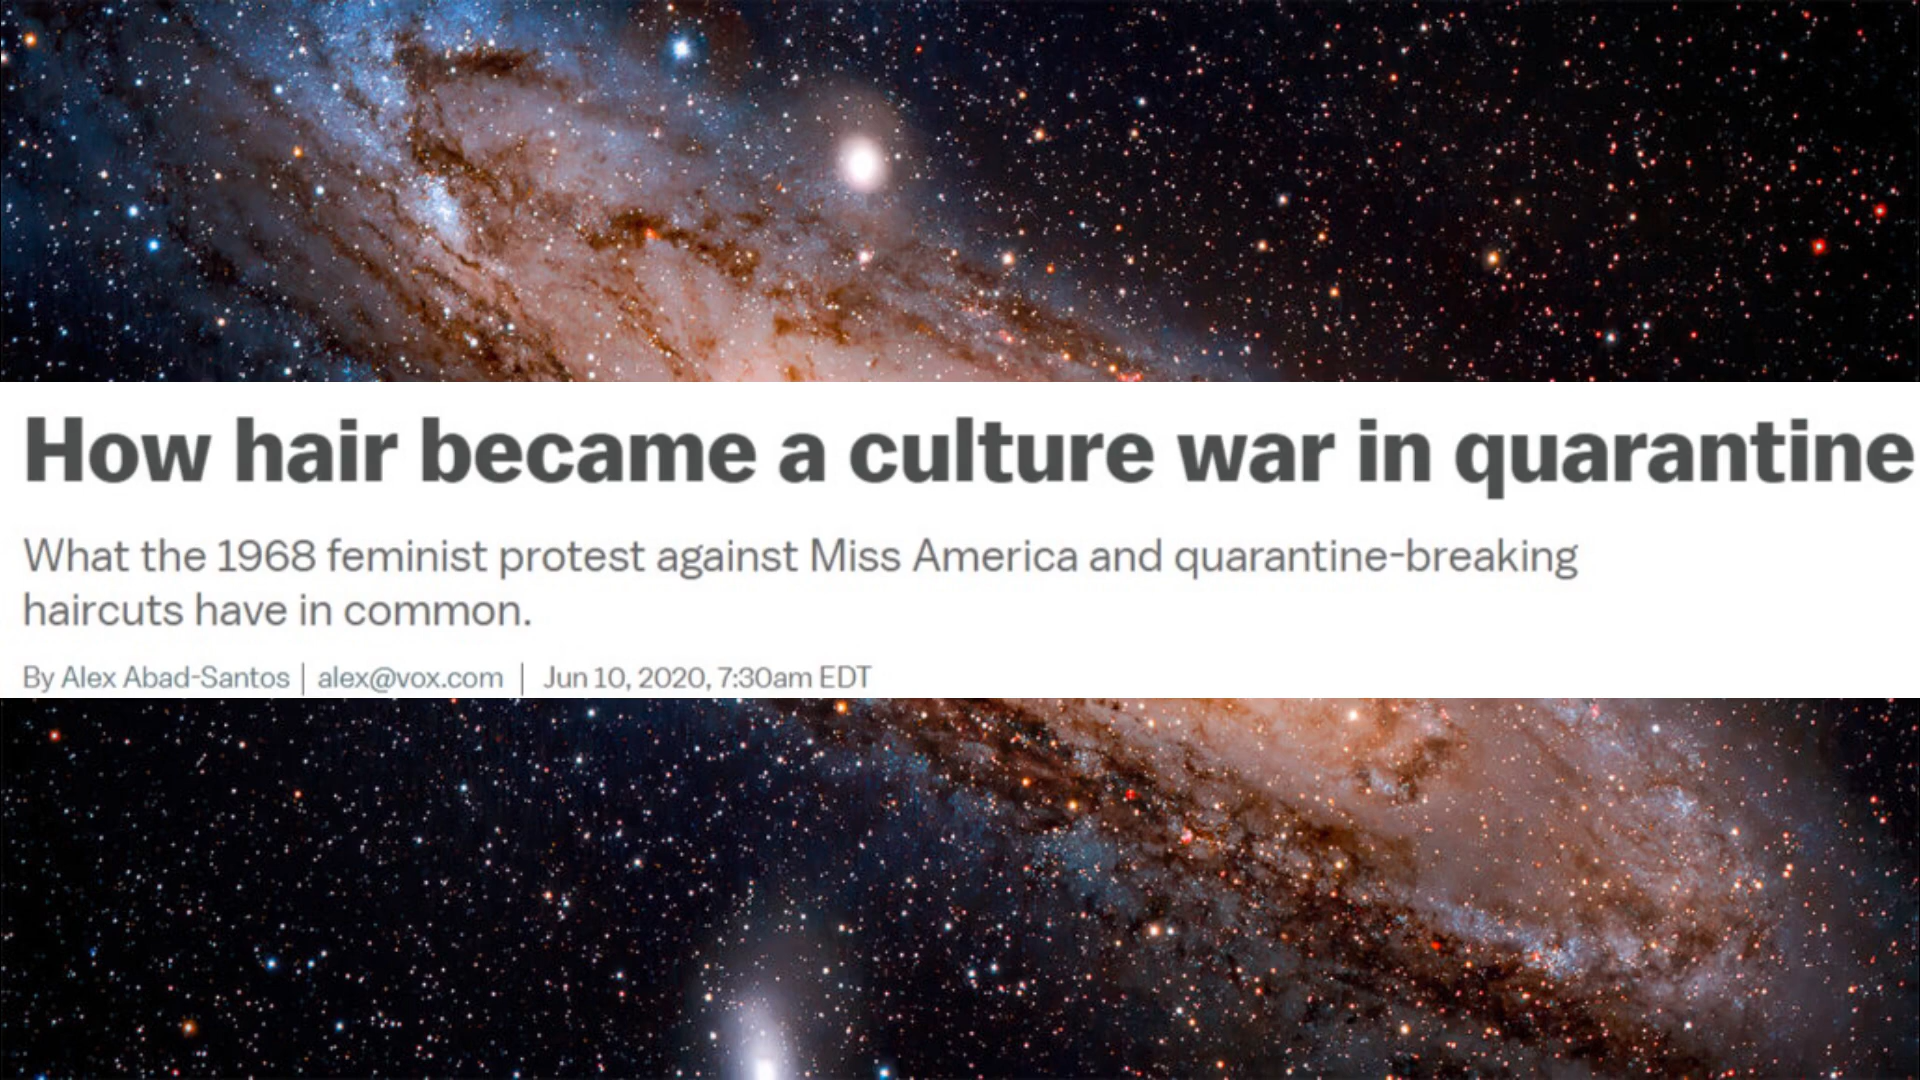 How hair became a culture war in quarantine
What the 1968 feminist protest against Miss America and quarantine-breaking
haircuts have in common.
By Alex Abad-Santos | alex@vox.com | Jun 10, 2020, 7:30am EDT